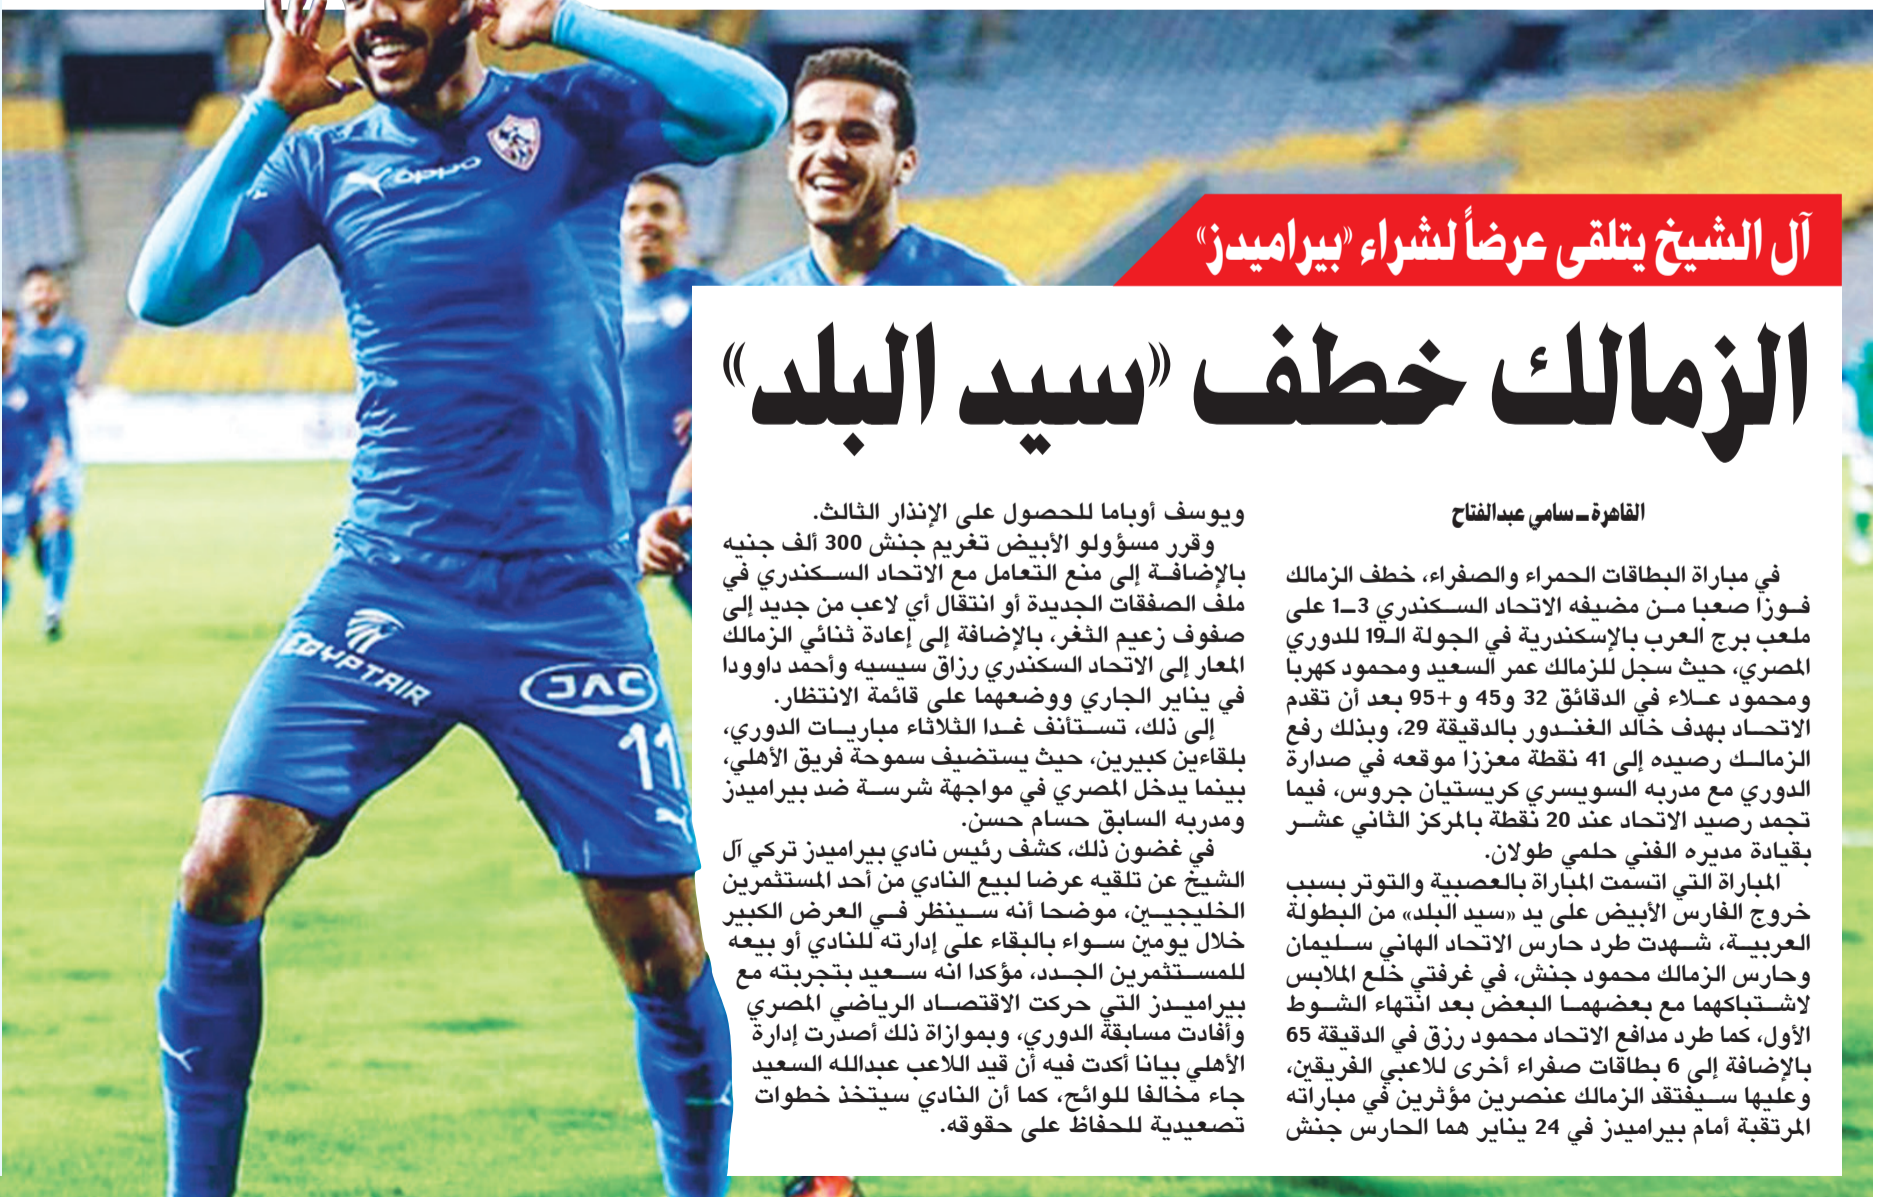 آل الشيخ يتلقى عرضاً لشراء «بيراميدز»
الزمالك خطف «سيد البلد»
القاهرة ــ سامي عبدالفتاح
في مباراة البطاقات الحمراء والصفراء، خطف الزمالك
فوزا صعبا من مضيفه الاتحاد السكندري 3ــ1 على
ملعب برج العرب بالإسكندرية في الجولة الـ19 للدوري
المصري، حيث سجل للزمالك عمر السعيد ومحمود كهربا
ومحمود علاء في الدقائق 32 و45 و+95 بعد أن تقدم
الاتحاد بهدف خالد الغندور بالدقيقة 29، وبذلك رفع
الزمالك رصيده إلى 41 نقطة معززا موقعه في صدارة
الدوري مع مدربه السويسري كريستيان جروس، فيما
تجمد رصيد الاتحاد عند 20 نقطة بالمركز الثاني عشر
بقيادة مديره الفني حلمي طولان.
المباراة التي اتسمت المباراة بالعصبية والتوتر بسبب
خروج الفارس الأبيض على يد «سيد البلد» من البطولة
العربية، شهدت طرد حارس الاتحاد الهاني سليمان
وحارس الزمالك محمود جنش، في غرفتي خلع الملابس
لاشتباكهما مع بعضهما البعض بعد انتهاء الشوط
الأول، كما طرد مدافع الاتحاد محمود رزق في الدقيقة 65
بالإضافة إلى 6 بطاقات صفراء أخرى للاعبي الفريقين،
وعليها سيفتقد الزمالك عنصرين مؤثرين في مباراته
المرتقبة أمام بيراميدز في 24 يناير هما الحارس جنش
ويوسف أوباما للحصول على الإنذار الثالث.
وقرر مسؤولو الأبيض تغريم جنش 300 ألف جنيه
بالإضافة إلى منع التعامل مع الاتحاد السكندري في
ملف الصفقات الجديدة أو انتقال أي لاعب من جديد إلى
صفوف زعيم الثغر، بالإضافة إلى إعادة ثنائي الزمالك
المعار إلى الاتحاد السكندري رزاق سيسيه وأحمد داوودا
في يناير الجاري ووضعهما على قائمة الانتظار.
إلى ذلك، تستأنف غدا الثلاثاء مباريات الدوري،
بلقاءين كبيرين، حيث يستضيف سموحة فريق الأهلي،
بينما يدخل المصري في مواجهة شرسة ضد بيراميدز
ومدربه السابق حسام حسن.
في غضون ذلك، كشف رئيس نادي بيراميدز تركي آل
الشيخ عن تلقيه عرضا لبيع النادي من أحد المستثمرين
الخليجيين، موضحا أنه سينظر في العرض الكبير
خلال يومين سواء بالبقاء على إدارته للنادي أو بيعه
للمستثمرين الجدد، مؤكدا انه سعيد بتجربته مع
بيراميدز التي حركت الاقتصاد الرياضي المصري
وأفادت مسابقة الدوري، وبموازاة ذلك أصدرت إدارة
الأهلي بيانا أكدت فيه أن قيد اللاعب عبدالله السعيد
جاء مخالفا للوائح، كما أن النادي سيتخذ خطوات
تصعيدية للحفاظ على حقوقه.
oppo
EGYPTAIR
JAC
11